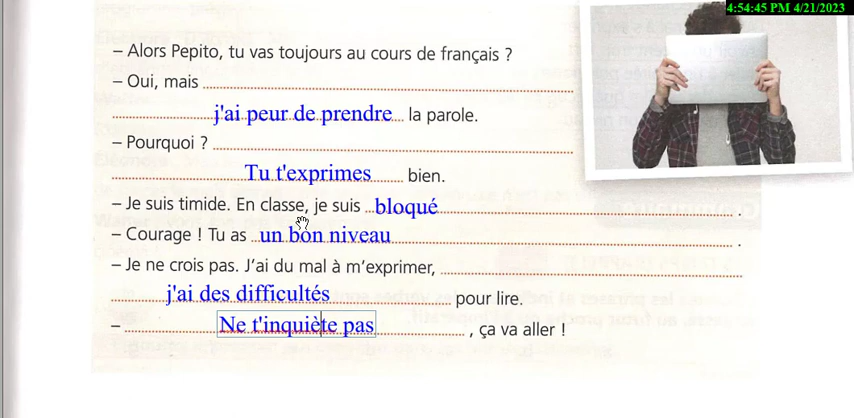 4:54:45 PM 4/21/2023
– Alors Pepito, tu vas toujours au cours de français ?
– Oui, mais
j'ai peur de prendre la parole.
– Pourquoi ?
Tu t'exprimes bien.
– Je suis timide. En classe, je suis bloqué .
– Courage ! Tu as un bon niveau .
– Je ne crois pas. J'ai du mal à m'exprimer,
j'ai des difficultés pour lire.
– Ne t'inquiète pas , ça va aller !